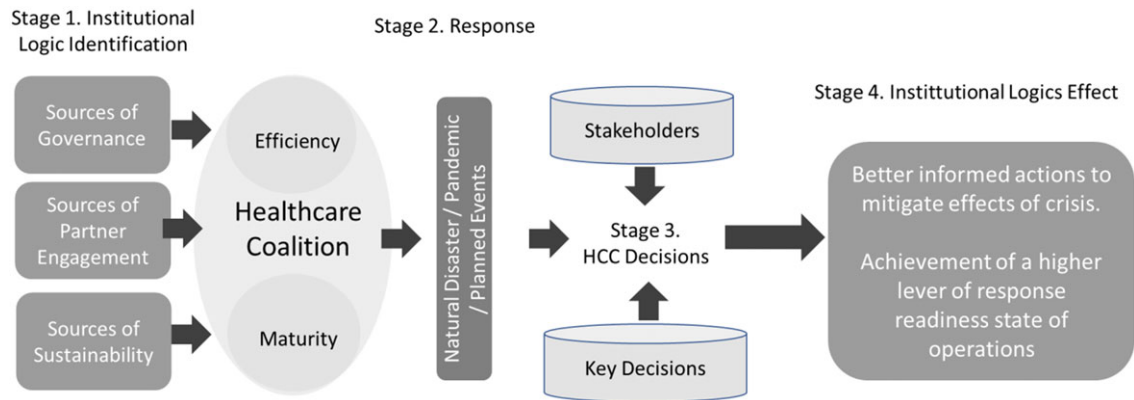 Stage 1. Institutional
Logic Identification
Sources of
Governance
Sources of
Partner
Engagement
Sources of
Sustainability
Efficiency
Healthcare
Coalition
Maturity
Stage 2. Response
Natural Disaster / Pandemic
/ Planned Events
Stakeholders
Stage 3.
HCC Decisions
Key Decisions
Stage 4. Instittutional Logics Effect
Better informed actions to
mitigate effects of crisis.
Achievement of a higher
lever of response
readiness state of
operations